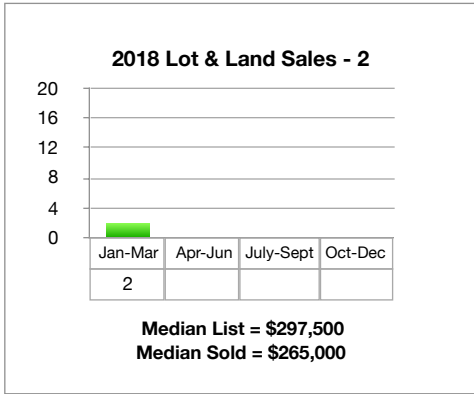 2018 Lot & Land Sales - 2
20
16
12
8
4
0
Jan-Mar Apr-Jun July-Sept Oct-Dec
2
Median List = $297,500
Median Sold = $265,000